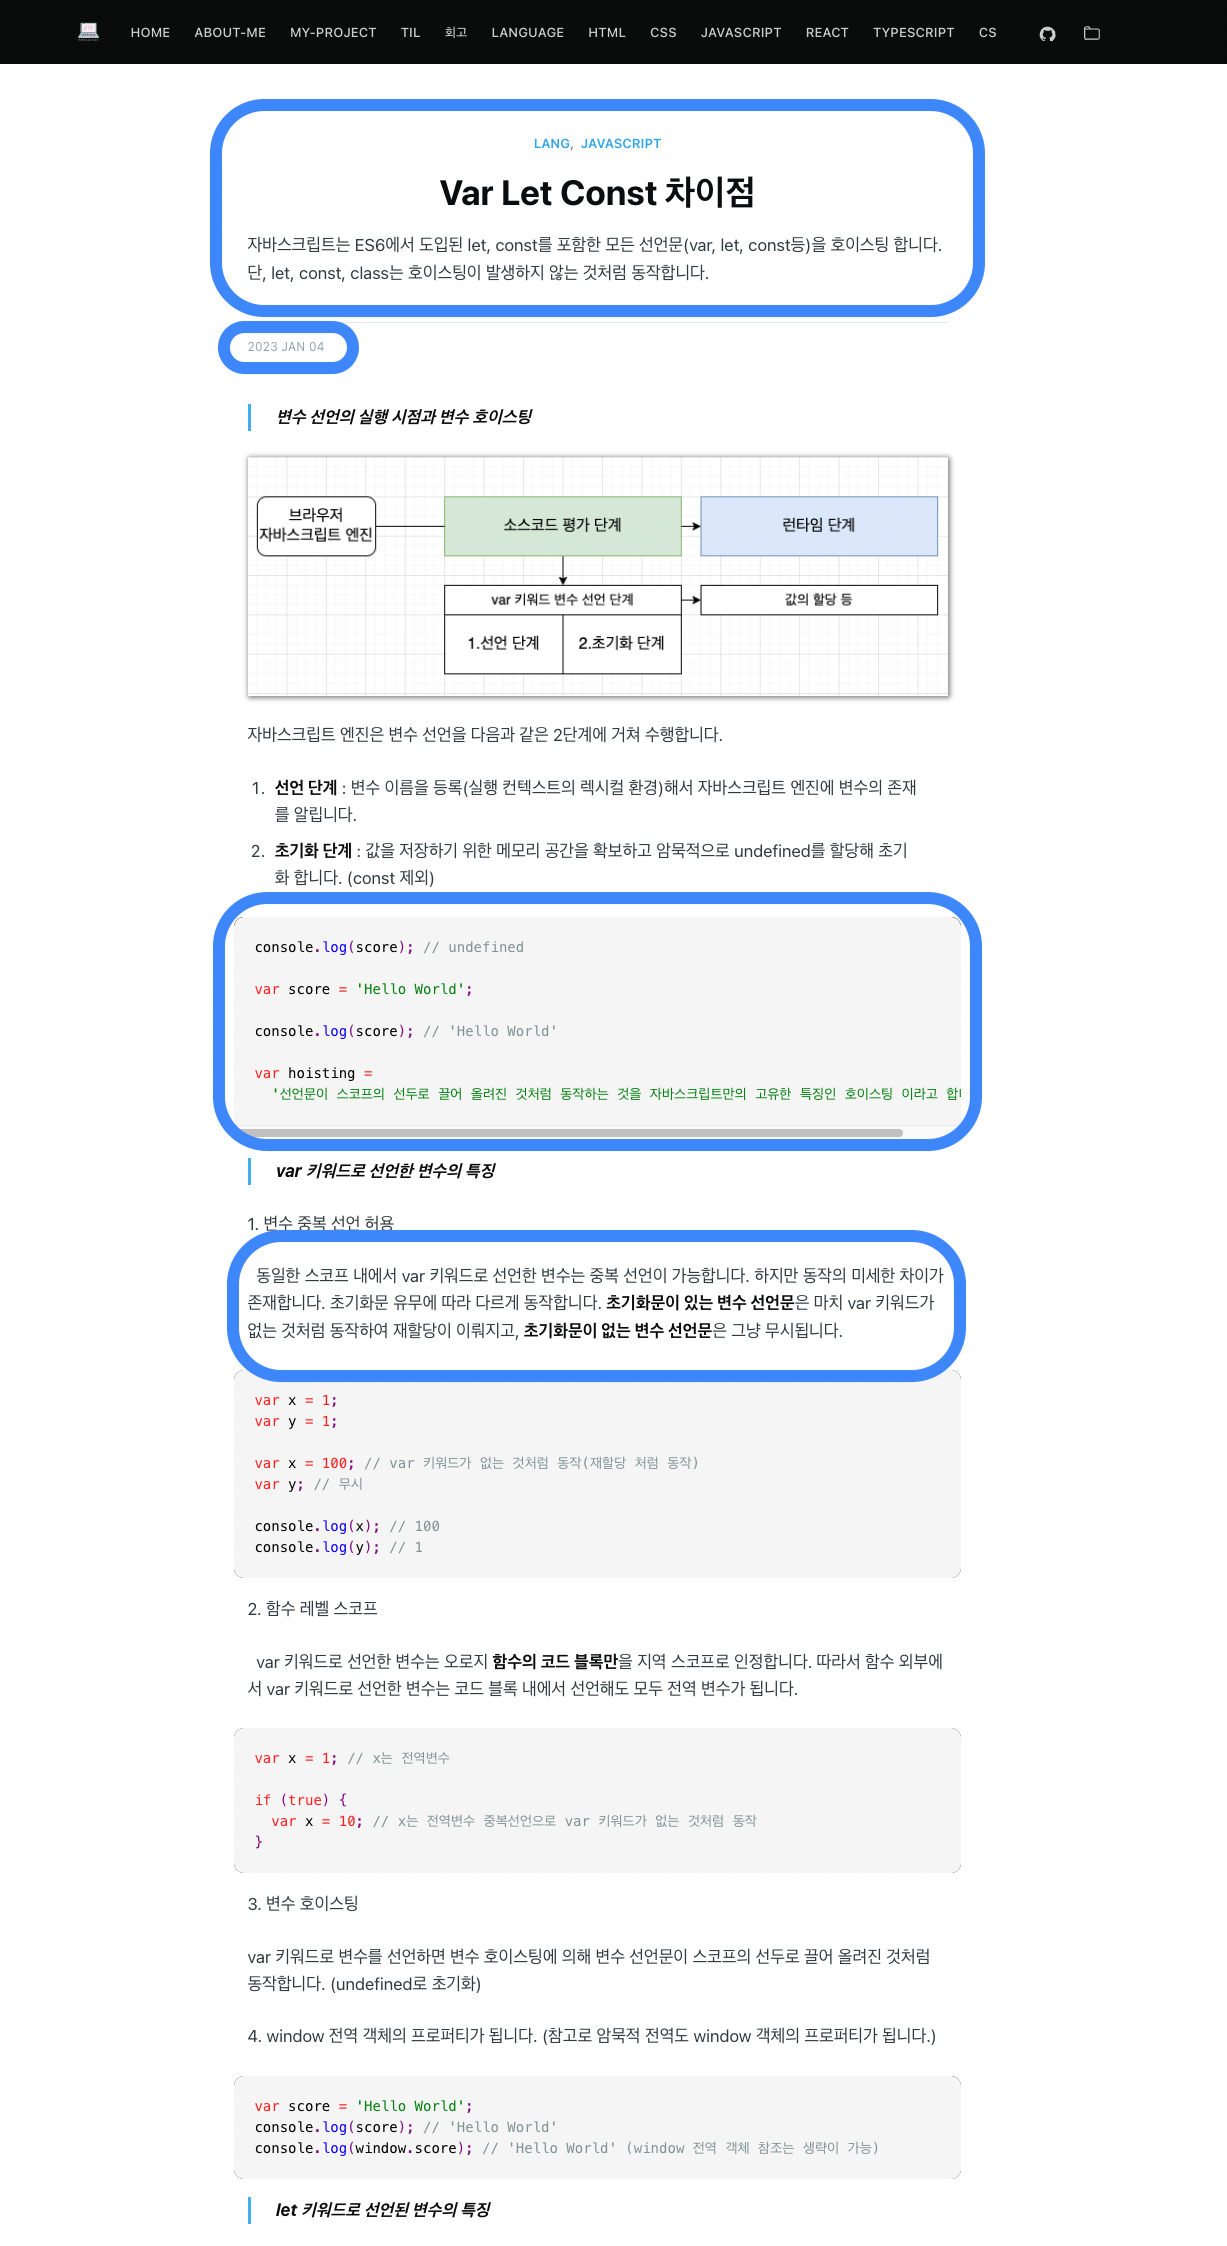 HOME ABOUT-ME MY-PROJECT TIL 회고 LANGUAGE HTML CSS JAVASCRIPT REACT TYPESCRIPT CS
LANG, JAVASCRIPT
Var Let Const 차이점
자바스크립트는 ES6에서 도입된 let, const를 포함한 모든 선언문(var, let, const등)을 호이스팅 합니다.
단, let, const, class는 호이스팅이 발생하지 않는 것처럼 동작합니다.
2023 JAN 04
변수 선언의 실행 시점과 변수 호이스팅
브라우저
자바스크립트 엔진
소스코드 평가 단계
런타임 단계
var 키워드 변수 선언 단계
값의 할당 등
1.선언 단계
2.초기화 단계
자바스크립트 엔진은 변수 선언을 다음과 같은 2단계에 거쳐 수행합니다.
1. 선언 단계 : 변수 이름을 등록(실행 컨텍스트의 렉시컬 환경)해서 자바스크립트 엔진에 변수의 존재
를 알립니다.
2. 초기화 단계 : 값을 저장하기 위한 메모리 공간을 확보하고 암묵적으로 undefined를 할당해 초기
화 합니다. (const 제외)
console.log(score); // undefined
var score = 'Hello World';
console.log(score); // 'Hello World'
var hoisting =
'선언문이 스코프의 선두로 끌어 올려진 것처럼 동작하는 것을 자바스크립트만의 고유한 특징인 호이스팅 이라고
var 키워드로 선언한 변수의 특징
1. 변수 중복 선언 허용
동일한 스코프 내에서 var 키워드로 선언한 변수는 중복 선언이 가능합니다. 하지만 동작의 미세한 차이가
존재합니다. 초기화문 유무에 따라 다르게 동작합니다. 초기화문이 있는 변수 선언문은 마치 var 키워드가
없는 것처럼 동작하여 재할당이 이뤄지고, 초기화문이 없는 변수 선언문은 그냥 무시됩니다.
var x = 1;
var y = 1;
var x = 100; // var 키워드가 없는 것처럼 동작(재할당 처럼 동작)
var y; // 무시
console.log(x); // 100
console.log(y); // 1
2. 함수 레벨 스코프
var 키워드로 선언한 변수는 오로지 함수의 코드 블록만을 지역 스코프로 인정합니다. 따라서 함수 외부에
서 var 키워드로 선언한 변수는 코드 블록 내에서 선언해도 모두 전역 변수가 됩니다.
var x = 1; // x는 전역변수
if (true) {
var x = 10; // x는 전역변수 중복선언으로 var 키워드가 없는 것처럼 동작
}
3. 변수 호이스팅
var 키워드로 변수를 선언하면 변수 호이스팅에 의해 변수 선언문이 스코프의 선두로 끌어 올려진 것처럼
동작합니다. (undefined로 초기화)
4. window 전역 객체의 프로퍼티가 됩니다. (참고로 암묵적 전역도 window 객체의 프로퍼티가 됩니다.)
var score = 'Hello World';
console.log(score); // 'Hello World'
console.log(window.score); // 'Hello World' (window 전역 객체 참조는 생략이 가능)
let 키워드로 선언된 변수의 특징